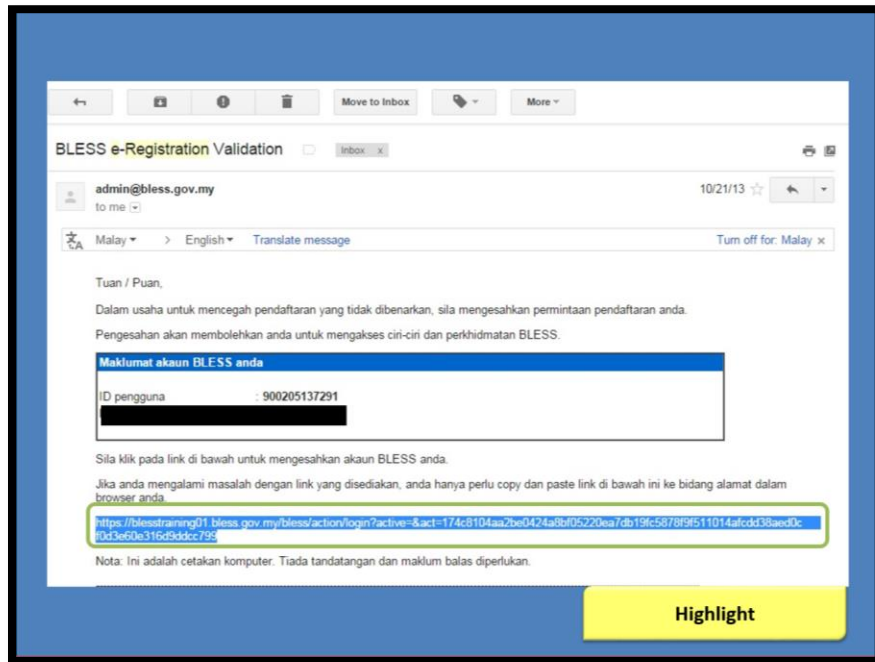 Move to Inbox
More
BLESS e-Registration Validation
Inbox x
admin@bless.gov.my
10/21/13
to me
Malay > English Translate message Turn off for: Malay x
Tuan / Puan,
Dalam usaha untuk mencegah pendaftaran yang tidak dibenarkan, sila mengesahkan permintaan pendaftaran anda.
Pengesahan akan membolehkan anda untuk mengakses ciri-ciri dan perkhidmatan BLESS.
Maklumat akaun BLESS anda
ID pengguna : 900205137291
Sila klik pada link di bawah untuk mengesahkan akaun BLESS anda.
Jika anda mengalami masalah dengan link yang disediakan, anda hanya perlu copy dan paste link di bawah ini ke bidang alamat dalam
browser anda.
https://blesstraining01.bless.gov.my/bless/action/login?active=&act=174c8104aa2be0424a8bf05220ea7db19fc5878f9f511014afcdd38aed0c
f0d3e60e316d9ddcc799
Nota: Ini adalah cetakan komputer. Tiada tandatangan dan maklum balas diperlukan.
Highlight